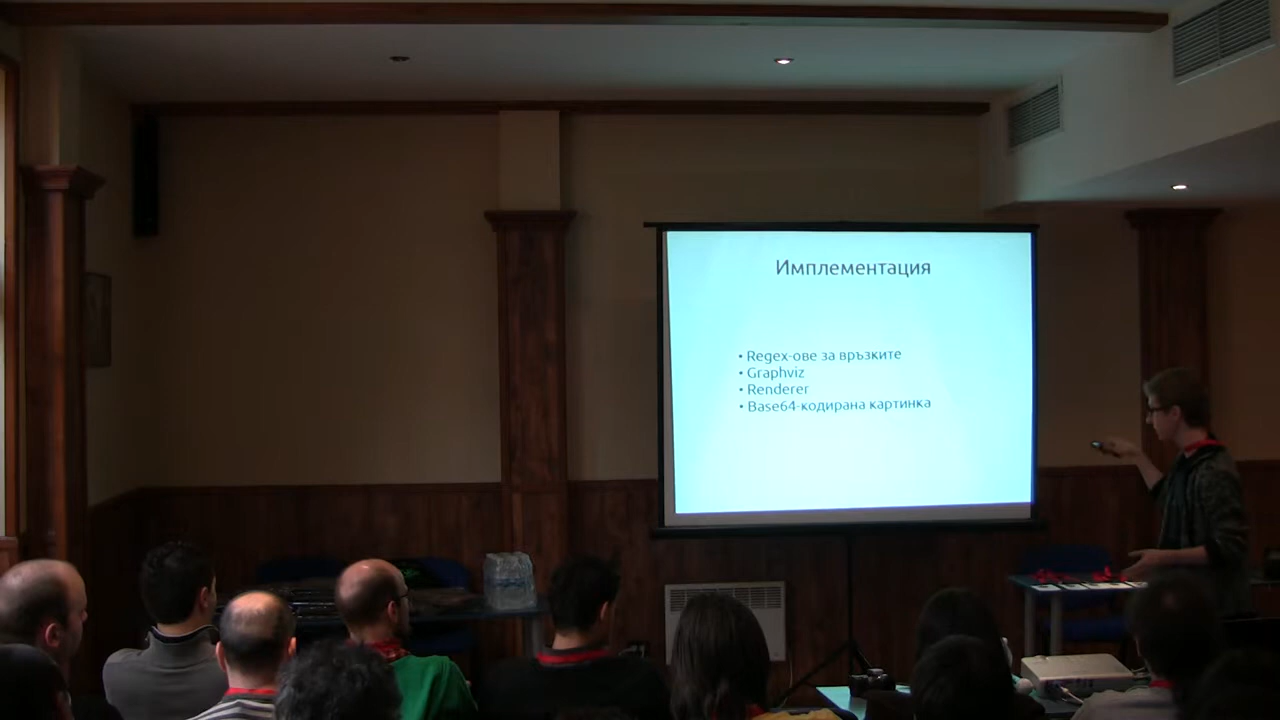 Имплементация
• Regex-ове за връзките
• Graphviz
• Renderer
• Base64-кодирана картинка